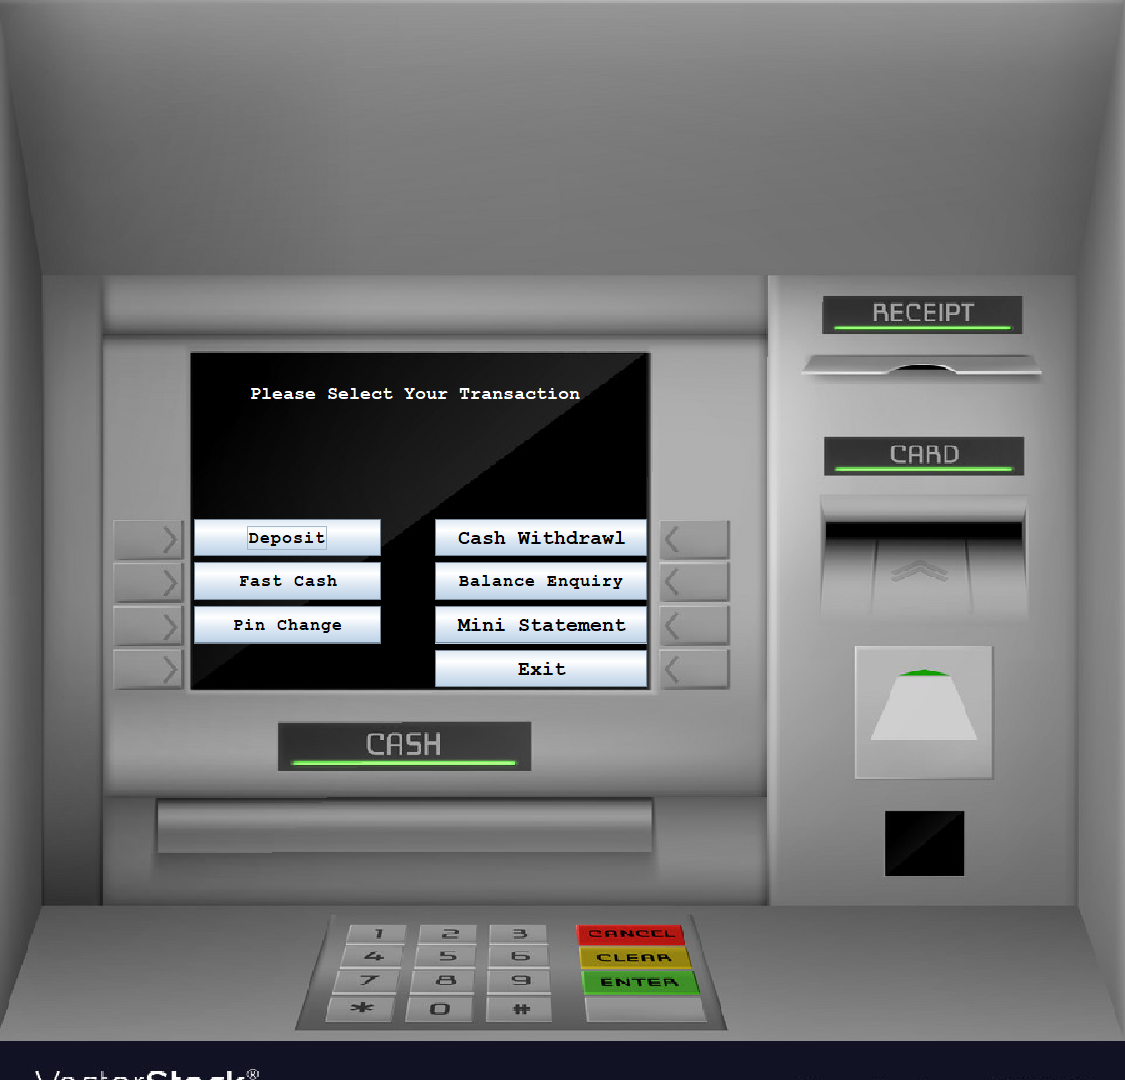 RECEIPT
Please Select Your Transaction
CARD
Deposit
Cash Withdrawl
Fast Cash
Balance Enquiry
Pin Change
Mini Statement
Exit
CASH
1 2 3 CANCEL
4 5 6 CLEAR
7 8 9 ENTER
* 0 #
VectorStock®